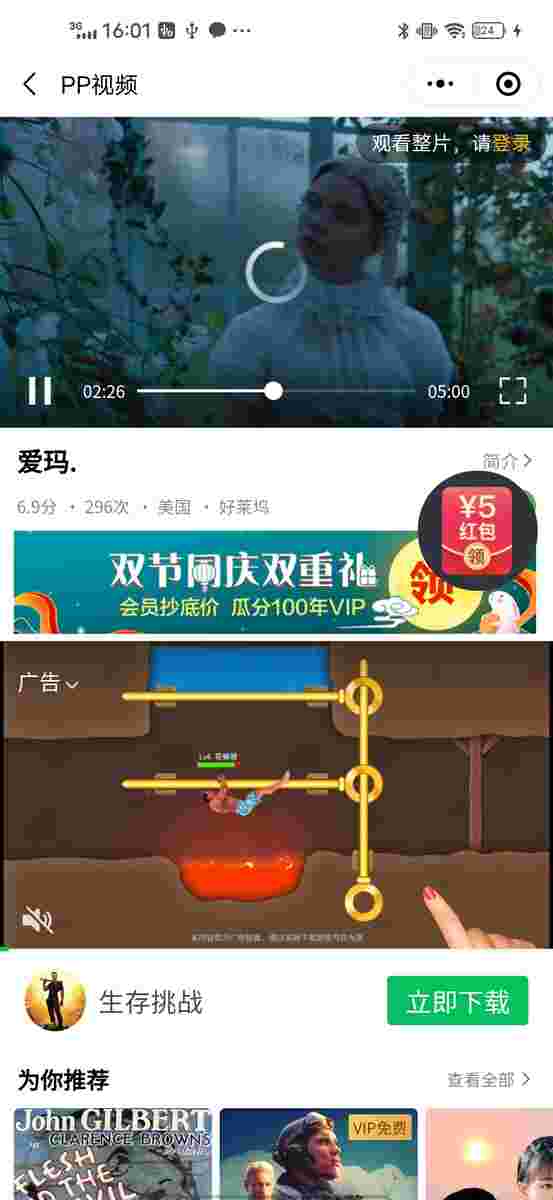 3G 16:01 24
PP视频
观看整片，请登录
02:26 05:00
爱玛.
简介
6.9分 · 296次 · 美国 · 好莱坞
¥5
红包
领
双节同庆双重礼
会员抄底价 瓜分100年VIP
领
广告
生存挑战
立即下载
为你推荐
查看全部
John GILBERT
VIP免费
CLARENCE BROWN'S
FLESH